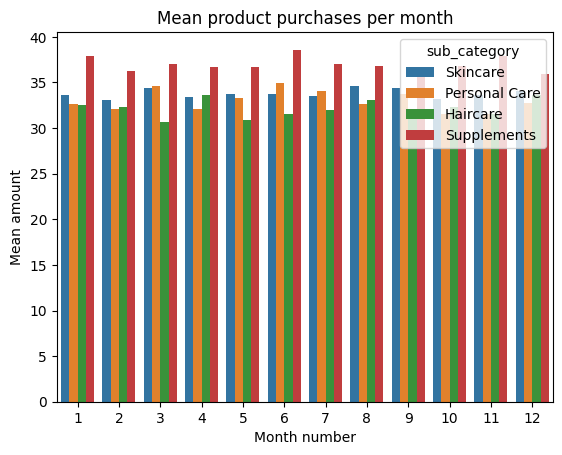 Mean product purchases per month
40
35
30
25
20
15
10
5
0
Mean amount
sub_category
Skincare
Personal Care
Haircare
Supplements
1 2 3 4 5 6 7 8 9 10 11 12
Month number